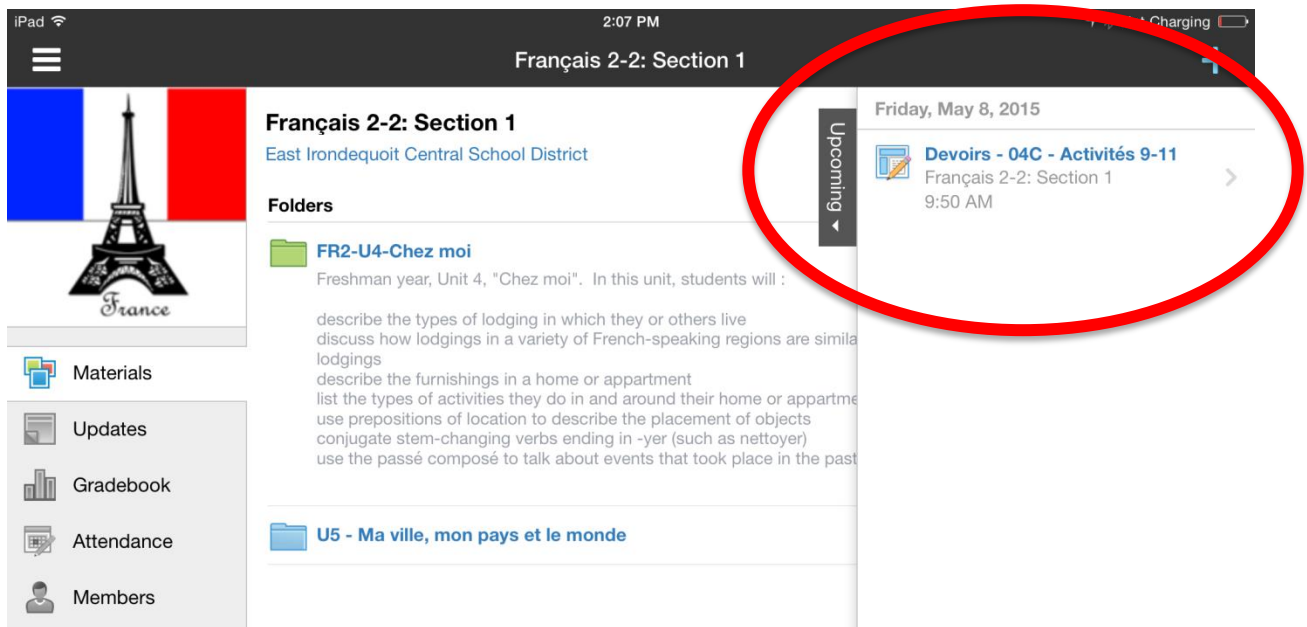 iPad
2:07 PM
Charging
Français 2-2: Section 1
France
Materials
Updates
Gradebook
Attendance
Members
Français 2-2: Section 1
East Irondequoit Central School District
Folders
FR2-U4-Chez moi
Freshman year, Unit 4, "Chez moi".  In this unit, students will :
describe the types of lodging in which they or others live
discuss how lodgings in a variety of French-speaking regions are simila
lodgings
describe the furnishings in a home or appartment
list the types of activities they do in and around their home or appartme
use prepositions of location to describe the placement of objects
conjugate stem-changing verbs ending in -yer (such as nettoyer)
use the passé composé to talk about events that took place in the past
U5 - Ma ville, mon pays et le monde
Upcoming
Friday, May 8, 2015
Devoirs - 04C - Activités 9-11
Français 2-2: Section 1
9:50 AM